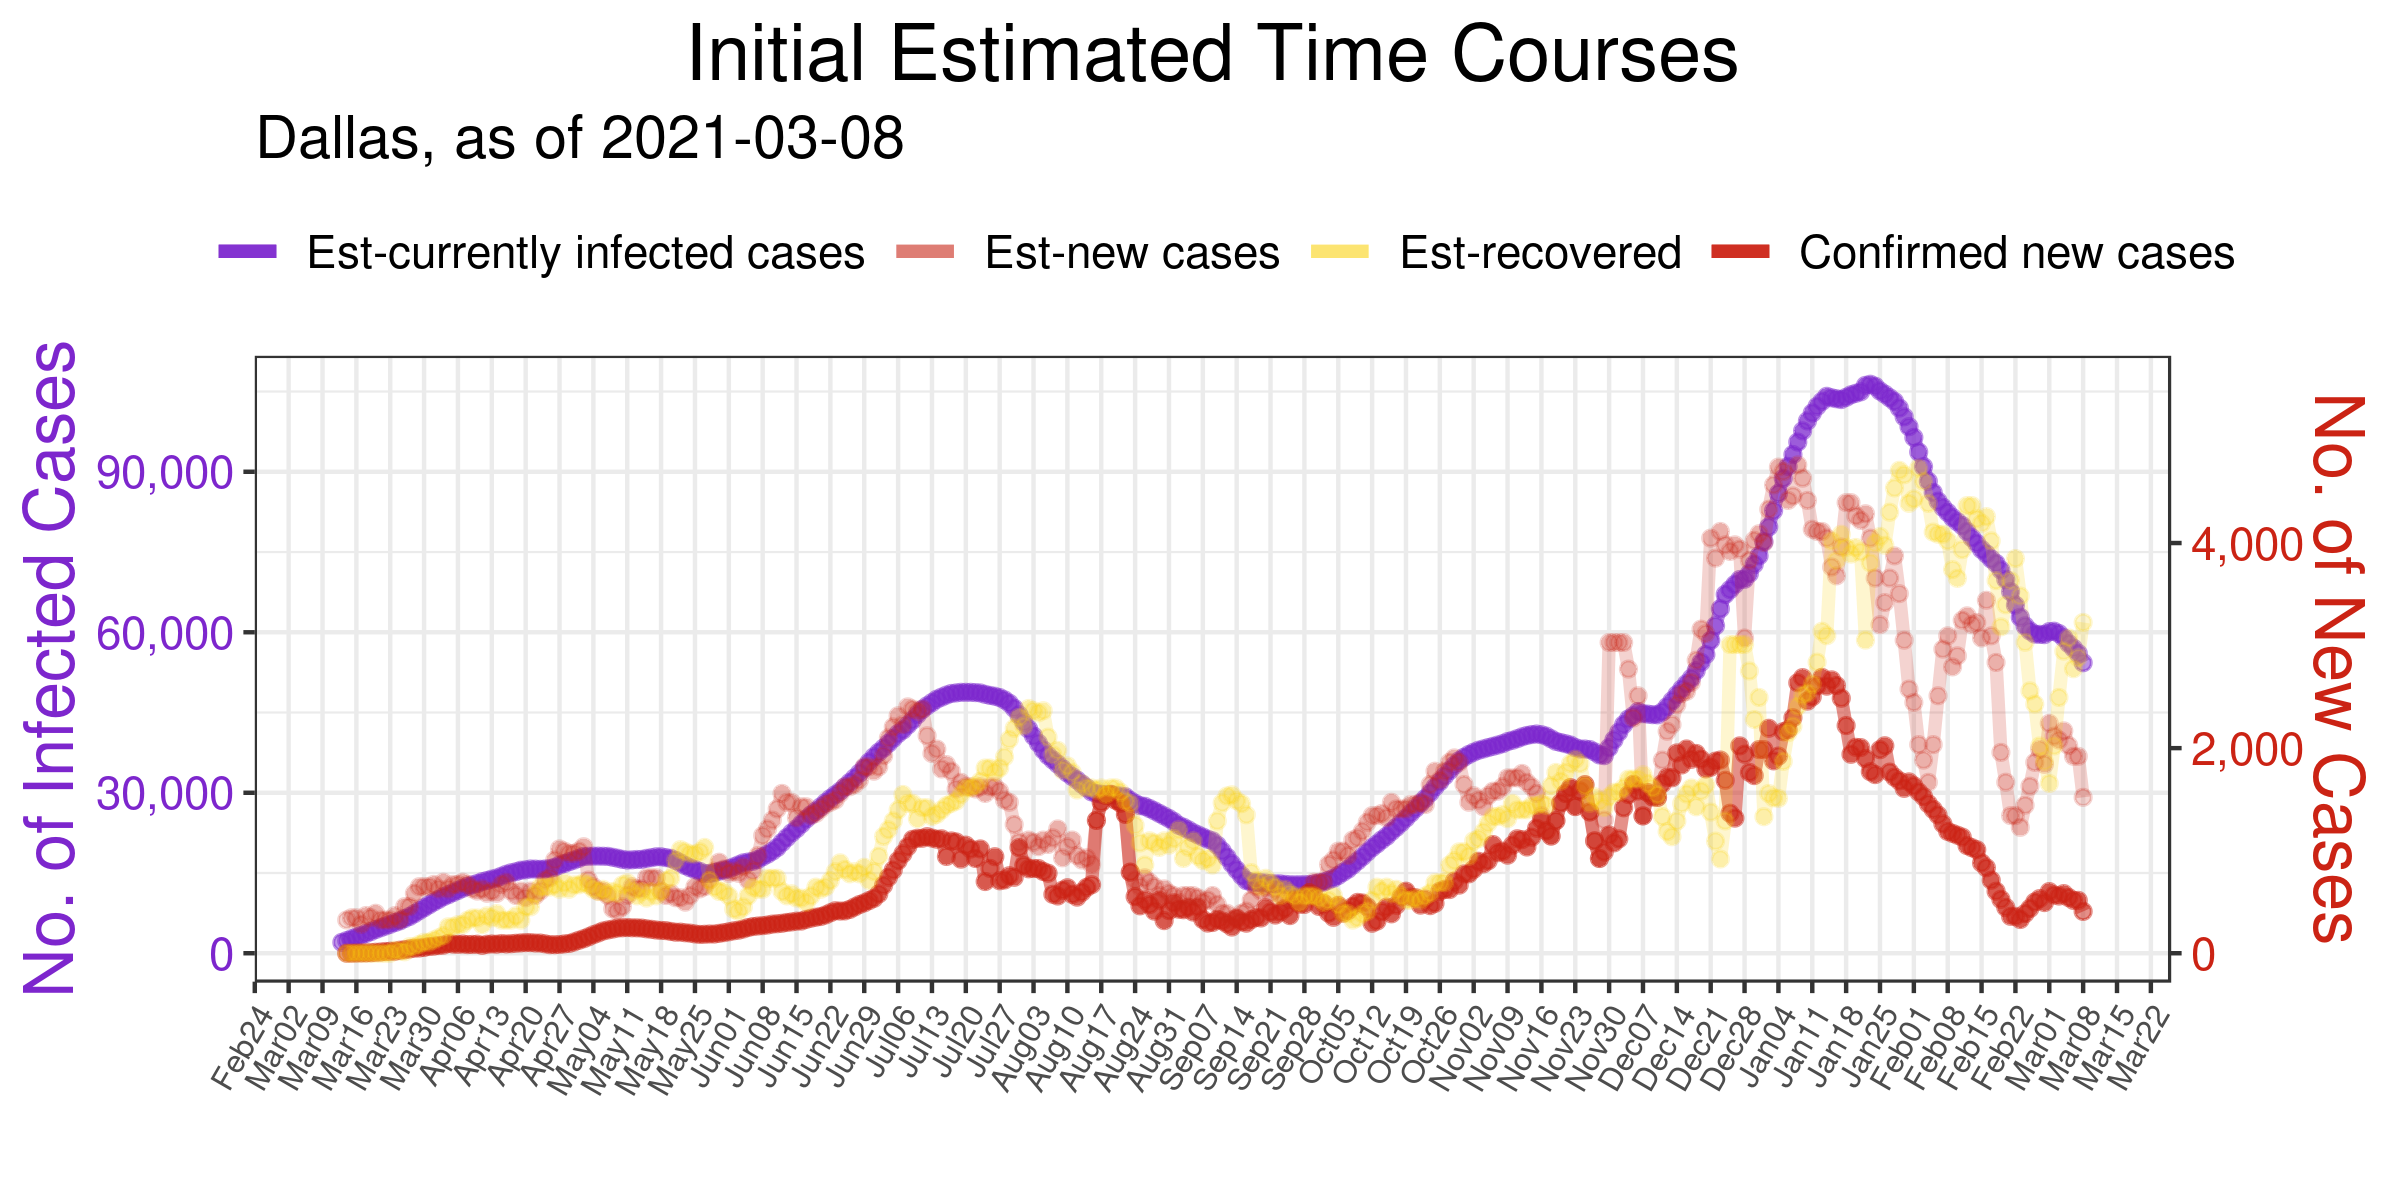 Initial Estimated Time Courses
Dallas, as of 2021-03-08
Est-currently infected cases Est-new cases Est-recovered Confirmed new cases
No. of Infected Cases
90,000
60,000
30,000
0
4,000
2,000
0
No. of New Cases
Feb24 Mar02 Mar09 Mar16 Mar23 Mar30 Apr06 Apr13 Apr20 Apr27 May04 May11 May18 May25 Jun01 Jun08 Jun15 Jun22 Jun29 Jul06 Jul13 Jul20 Jul27 Aug03 Aug10 Aug17 Aug24 Aug31 Sep07 Sep14 Sep21 Sep28 Oct05 Oct12 Oct19 Oct26 Nov02 Nov09 Nov16 Nov23 Nov30 Dec07 Dec14 Dec21 Dec28 Jan04 Jan11 Jan18 Jan25 Feb01 Feb08 Feb15 Feb22 Mar01 Mar08 Mar15 Mar22